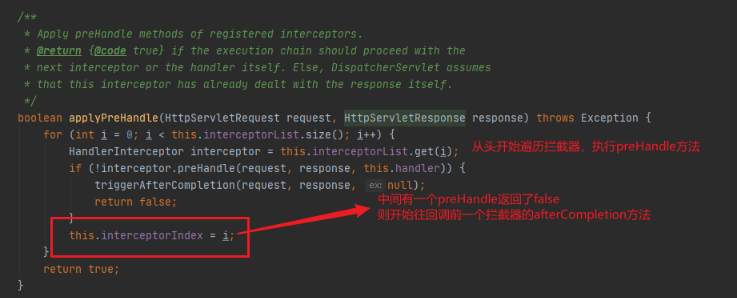 /**
* Apply preHandle methods of registered interceptors.
* @return {@code true} if the execution chain should proceed with the
* next interceptor or the handler itself. Else, DispatcherServlet assumes
* that this interceptor has already dealt with the response itself.
*/
boolean applyPreHandle(HttpServletRequest request, HttpServletResponse response) throws Exception {
for (int i = 0; i < this.interceptorList.size(); i++) {
HandlerInterceptor interceptor = this.interceptorList.get(i);
从头开始遍历拦截器，执行preHandle方法
if (!interceptor.preHandle(request, response, this.handler)) {
triggerAfterCompletion(request, response, ex: null);
中间有一个preHandle返回了false
return false;
则开始往回调前一个拦截器的afterCompletion方法
}
this.interceptorIndex = i;
}
return true;
}